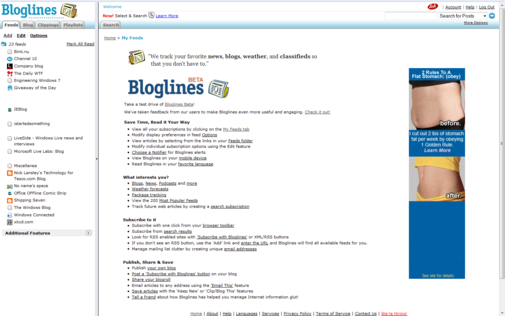 Bloglines
Welcome
Account | Help | Log Out
New! Select & Search Learn More
Search for Posts
More Options
Feeds Blog Clippings Playlists
Search
Add Edit Options
23 feeds Mark All Read
Bink.nu
Channel 10
Company blog
The Daily WTF
Engineering Windows 7
Giveaway of the Day
IEBlog
istartedsomething
LiveSide - Windows Live news and
interviews
Microsoft Live Labs: Blog
Miscellanea
Nick Lansley's Technology for
Tesco.com Blog
No name's space
Office Offline Comic Strip
Shipping Seven
The Windows Blog
Windows Connected
xkcd.com
Additional Features
Home > My Feeds
"We track your favorite news, blogs, weather, and classifieds so
that you don't have to."
Bloglines BETA
Take a test drive of Bloglines Beta!
We've taken feedback from our users to make Bloglines even more useful and engaging. Check it out!
Save Time, Read it Your Way
View all your subscriptions by clicking on the My Feeds tab
Modify display preferences in feed Options
View articles by selecting from the links in your Feeds folder
Modify individual subscription options using the Edit feature
Choose a Notifier for Bloglines alerts
View Bloglines on your mobile device
Read Bloglines in your favorite language
What interests you?
Blogs, News, Podcasts and more
Weather forecasts
Package tracking
View the 200 Most Popular Feeds
Track future web articles by creating a search subscription
Subscribe to it
Subscribe with one click from your browser toolbar
Subscribe from search results
Look for RSS enabled sites with 'Subscribe with Bloglines' or XML/RSS buttons
If you don't see an RSS button, use the 'Add' link and enter the URL, and Bloglines will find all available feeds for you.
Manage mailing list clutter by creating unique email addresses
Publish, Share & Save
Publish your own blog
Post a 'Subscribe with Bloglines' button on your blog
Share your blogroll
Email articles to any address using the 'Email This' feature
Save articles with the 'Keep New' or 'Clip/Blog This' features
Tell a friend about how Bloglines has helped you manage Internet information glut!
2 Rules To A
Flat Stomach: (obey)
before.
cut out 2 lbs of stomach
fat per week by obeying
1 Golden Rule.
Learn More
after.
See site for details
Home | About | Help | Languages | Services | Privacy Policy | Terms of Service | Contact Us | We're Hiring!